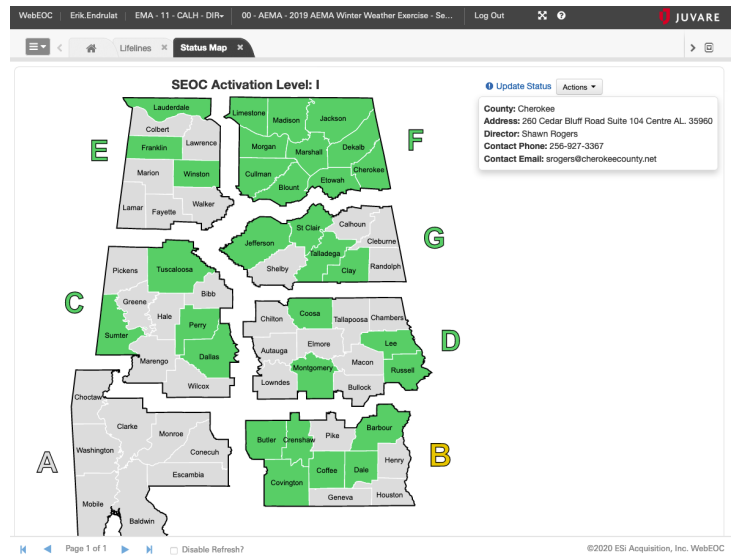 WebEOC Erik.Endrulat EMA - 11 - CALH - DIR 00 - AEMA - 2019 AEMA Winter Weather Exercise - Se... Log Out JUVARE
Lifelines Status Map
SEOC Activation Level: I
Update Status Actions
County: Cherokee
Address: 260 Cedar Bluff Road Suite 104 Centre AL. 35960
Director: Shawn Rogers
Contact Phone: 256-927-3367
Contact Email: srogers@cherokeecounty.net
E
Lauderdale
Colbert
Franklin
Lawrence
Marion
Winston
Lamar
Fayette
Walker
F
Limestone
Madison
Jackson
Morgan
Marshall
Dekalb
Cullman
Blount
Etowah
Cherokee
G
Jefferson
St Clair
Calhoun
Cleburne
Talladega
Shelby
Clay
Randolph
C
Pickens
Tuscaloosa
Bibb
Greene
Hale
Perry
Sumter
Marengo
Dallas
Wilcox
D
Chilton
Coosa
Tallapoosa
Chambers
Autauga
Elmore
Lee
Macon
Montgomery
Russell
Lowndes
Bullock
A
Choctaw
Clarke
Monroe
Washington
Conecuh
Escambia
Mobile
Baldwin
B
Butler
Crenshaw
Pike
Barbour
Covington
Coffee
Dale
Henry
Geneva
Houston
Page 1 of 1 Disable Refresh? ©2020 ESi Acquisition, Inc. WebEOC